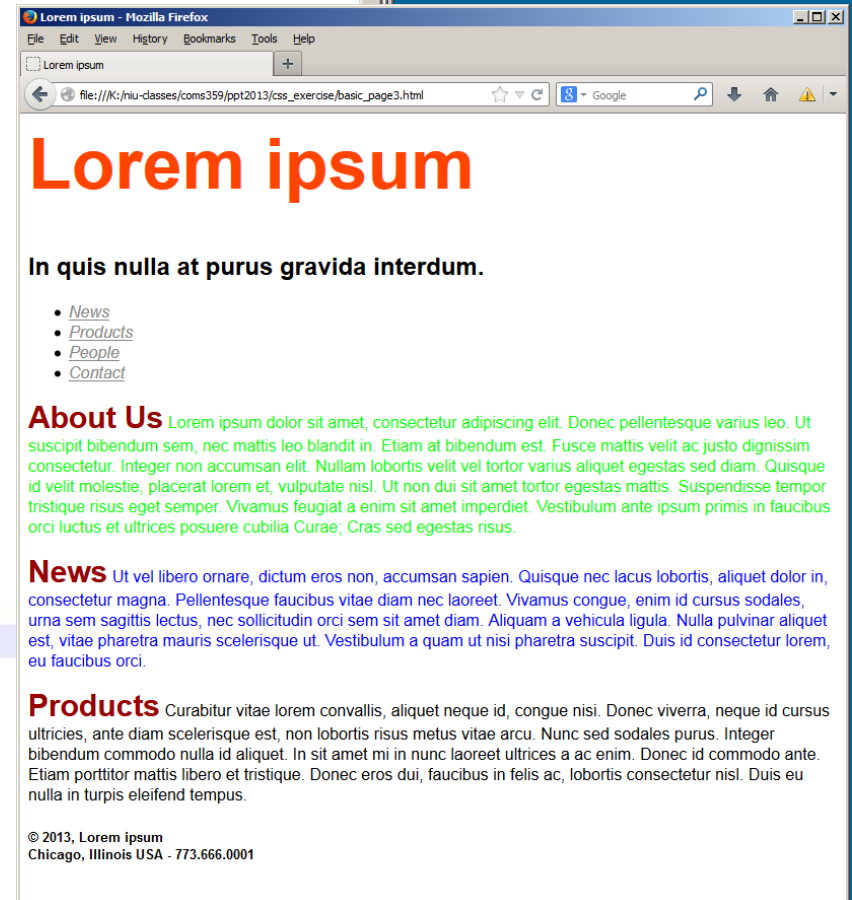 Lorem ipsum - Mozilla Firefox
File Edit View History Bookmarks Tools Help
Lorem ipsum
file:///K:/niu-classes/coms359/ppt2013/css_exercise/basic_page3.html
Google
Lorem ipsum
In quis nulla at purus gravida interdum.
News
Products
People
Contact
About Us Lorem ipsum dolor sit amet, consectetur adipiscing elit. Donec pellentesque varius leo. Ut
suscipit bibendum sem, nec mattis leo blandit in. Etiam at bibendum est. Fusce mattis velit ac justo dignissim
consectetur. Integer non accumsan elit. Nullam lobortis velit vel tortor varius aliquet egestas sed diam. Quisque
id velit molestie, placerat lorem et, vulputate nisl. Ut non dui sit amet tortor egestas mattis. Suspendisse tempor
tristique risus eget semper. Vivamus feugiat a enim sit amet imperdiet. Vestibulum ante ipsum primis in faucibus
orci luctus et ultrices posuere cubilia Curae; Cras sed egestas risus.
News Ut vel libero ornare, dictum eros non, accumsan sapien. Quisque nec lacus lobortis, aliquet dolor in,
consectetur magna. Pellentesque faucibus vitae diam nec laoreet. Vivamus congue, enim id cursus sodales,
urna sem sagittis lectus, nec sollicitudin orci sem sit amet diam. Aliquam a vehicula ligula. Nulla pulvinar aliquet
est, vitae pharetra mauris scelerisque ut. Vestibulum a quam ut nisi pharetra suscipit. Duis id consectetur lorem,
eu faucibus orci.
Products Curabitur vitae lorem convallis, aliquet neque id, congue nisi. Donec viverra, neque id cursus
ultricies, ante diam scelerisque est, non lobortis risus metus vitae arcu. Nunc sed sodales purus. Integer
bibendum commodo nulla id aliquet. In sit amet mi in nunc laoreet ultrices a ac enim. Donec id commodo ante.
Etiam porttitor mattis libero et tristique. Donec eros dui, faucibus in felis ac, lobortis consectetur nisl. Duis eu
nulla in turpis eleifend tempus.
© 2013, Lorem ipsum
Chicago, Illinois USA - 773.666.0001